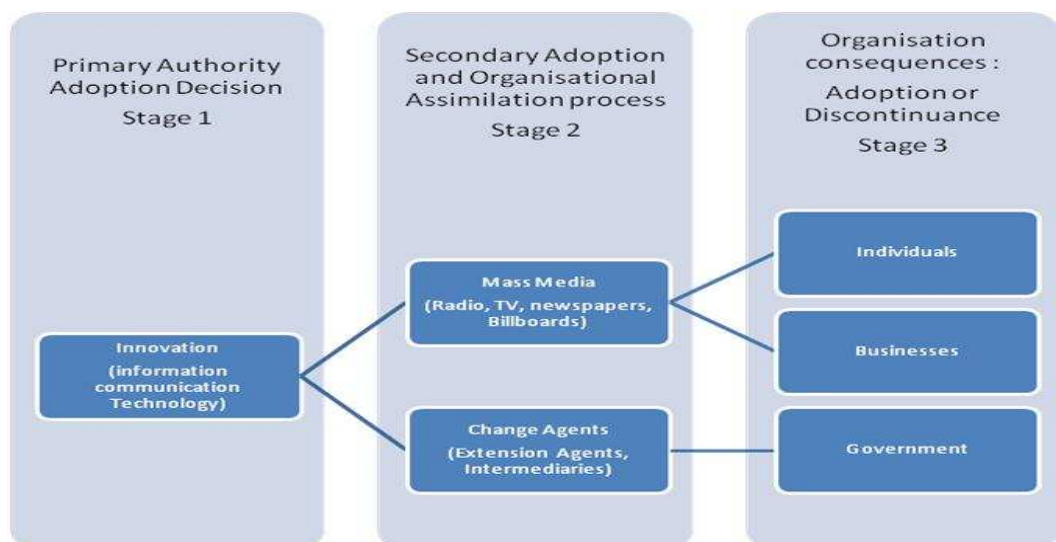 Primary Authority
Adoption Decision
Stage 1
Innovation
(information
communication
Technology)
Secondary Adoption
and Organisational
Assimilation process
Stage 2
Mass Media
(Radio, TV, newspapers,
Billboards)
Change Agents
(Extension Agents,
Intermediaries)
Organisation
consequences :
Adoption or
Discontinuance
Stage 3
Individuals
Businesses
Government